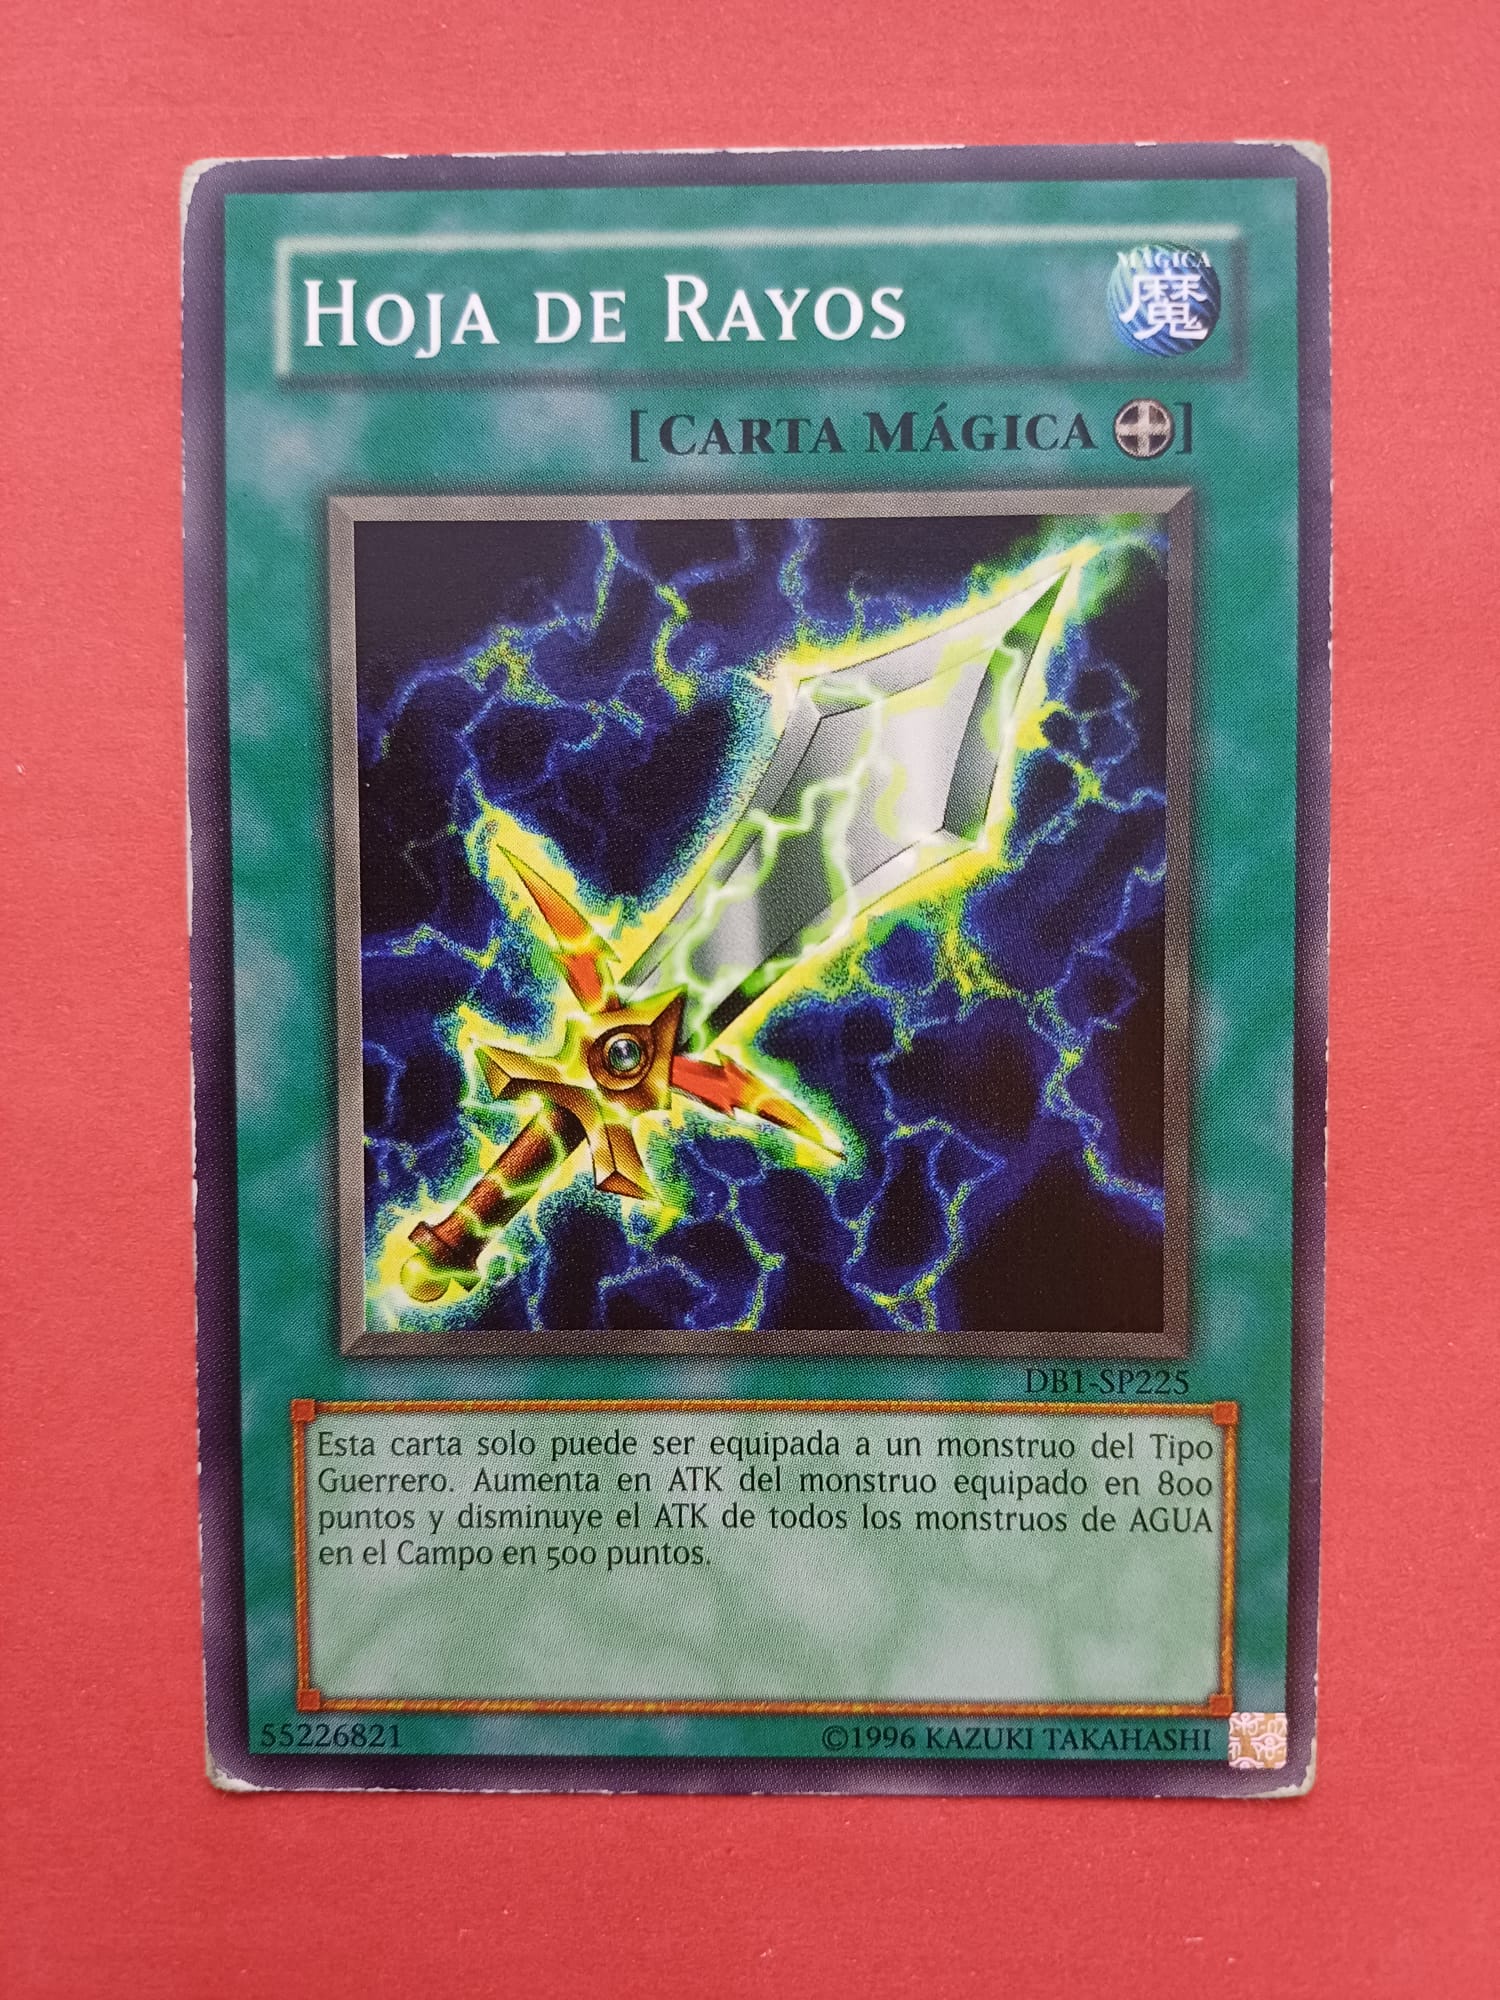 Hoja de Rayos
MÁGICA
魔
[CARTA MÁGICA]
DB1-SP225
Esta carta solo puede ser equipada a un monstruo del Tipo
Guerrero. Aumenta en ATK del monstruo equipado en 800
puntos y disminuye el ATK de todos los monstruos de AGUA
en el Campo en 500 puntos.
55226821
©1996 KAZUKI TAKAHASHI